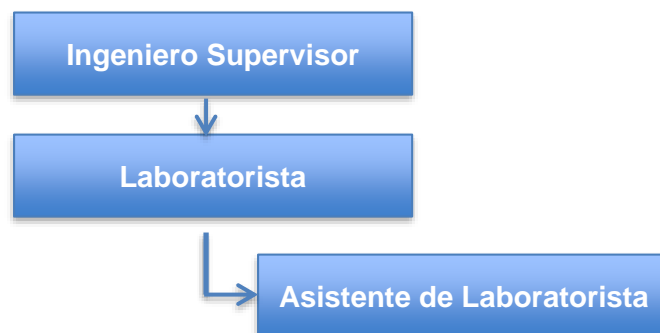 Ingeniero Supervisor
Laboratorista
Asistente de Laboratorista